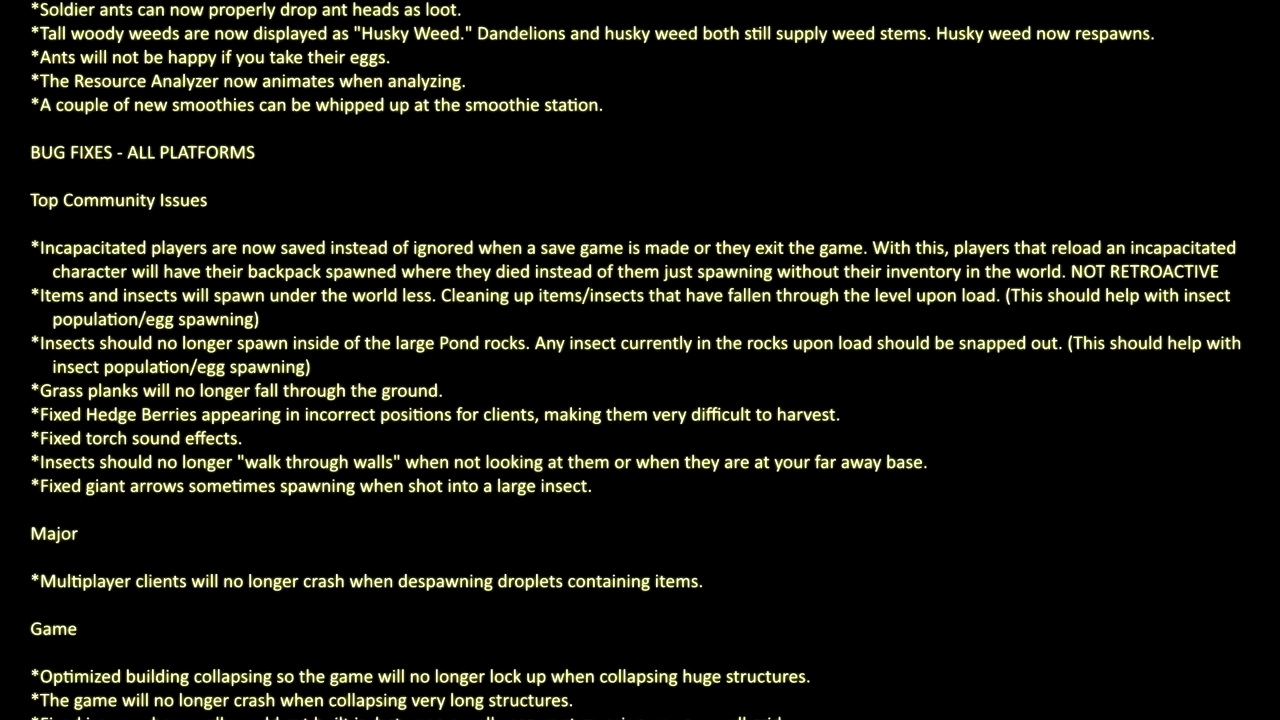 *Soldier ants can now properly drop ant heads as loot.
*Tall woody weeds are now displayed as "Husky Weed." Dandelions and husky weed both still supply weed stems. Husky weed now respawns.
*Ants will not be happy if you take their eggs.
*The Resource Analyzer now animates when analyzing.
*A couple of new smoothies can be whipped up at the smoothie station.
BUG FIXES - ALL PLATFORMS
Top Community Issues
*Incapacitated players are now saved instead of ignored when a save game is made or they exit the game. With this, players that reload an incapacitated
character will have their backpack spawned where they died instead of them just spawning without their inventory in the world. NOT RETROACTIVE
*Items and insects will spawn under the world less. Cleaning up items/insects that have fallen through the level upon load. (This should help with insect
population/egg spawning)
*Insects should no longer spawn inside of the large Pond rocks. Any insect currently in the rocks upon load should be snapped out. (This should help with
insect population/egg spawning)
*Grass planks will no longer fall through the ground.
*Fixed Hedge Berries appearing in incorrect positions for clients, making them very difficult to harvest.
*Fixed torch sound effects.
*Insects should no longer "walk through walls" when not looking at them or when they are at your far away base.
*Fixed giant arrows sometimes spawning when shot into a large insect.
Major
*Multiplayer clients will no longer crash when despawning droplets containing items.
Game
*Optimized building collapsing so the game will no longer lock up when collapsing huge structures.
*The game will no longer crash when collapsing very long structures.